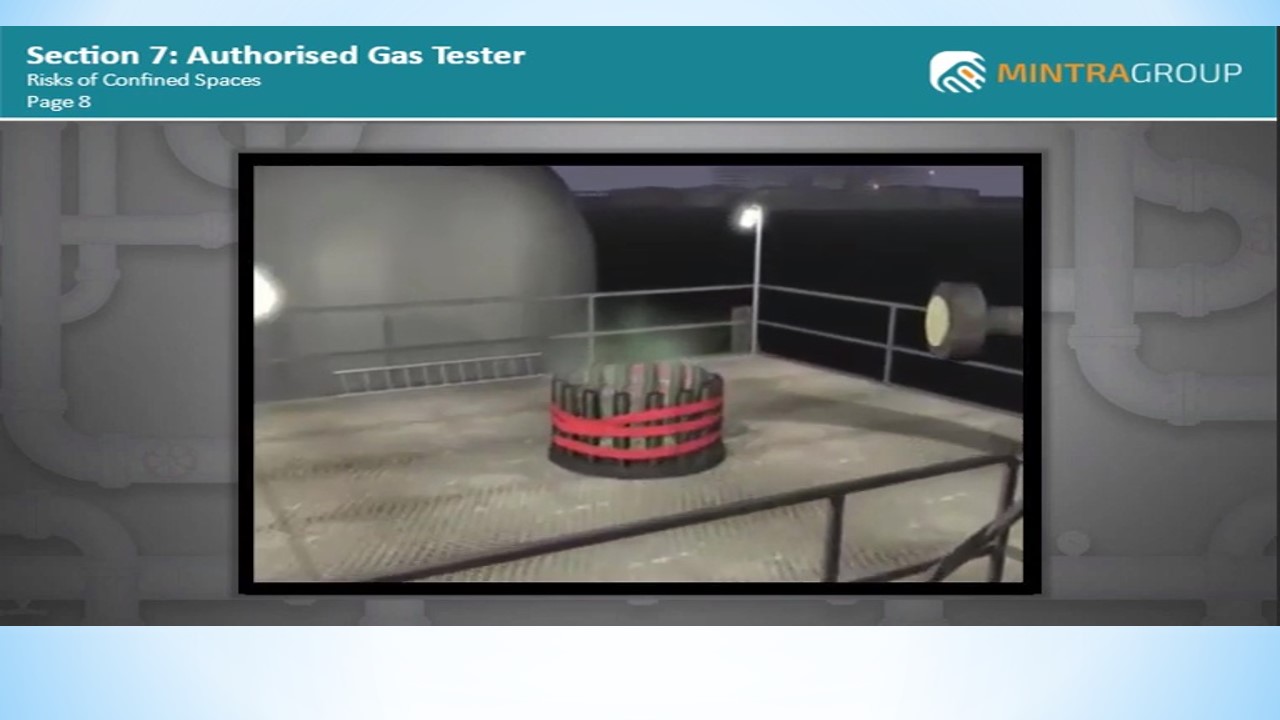 Section 7: Authorised Gas Tester
Risks of Confined Spaces
Page 8
MINTRAGROUP